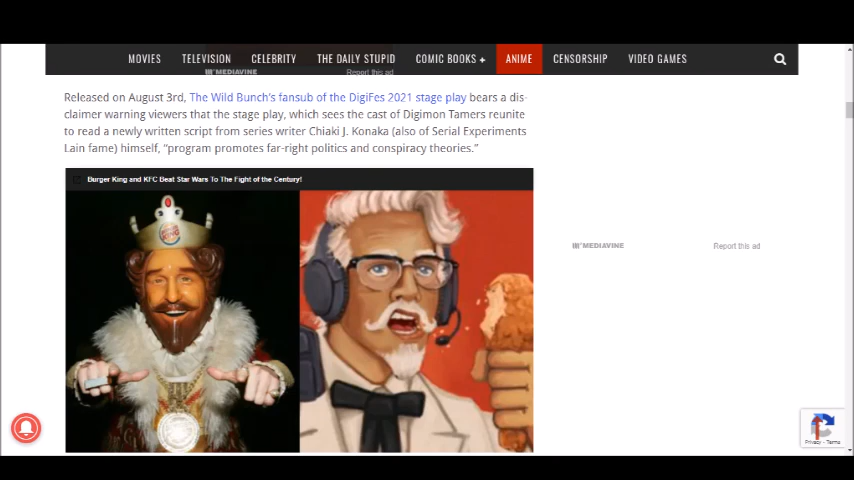 MOVIES TELEVISION CELEBRITY THE DAILY STUPID COMIC BOOKS + ANIME CENSORSHIP VIDEO GAMES
MEDIAVINE Report this ad
Released on August 3rd, The Wild Bunch's fansub of the DigiFes 2021 stage play bears a dis-
claimer warning viewers that the stage play, which sees the cast of Digimon Tamers reunite
to read a newly written script from series writer Chiaki J. Konaka (also of Serial Experiments
Lain fame) himself, “program promotes far-right politics and conspiracy theories.”
Burger King and KFC Beat Star Wars To The Fight of the Century!
BURGER KING
MEDIAVINE Report this ad
Privacy - Terms